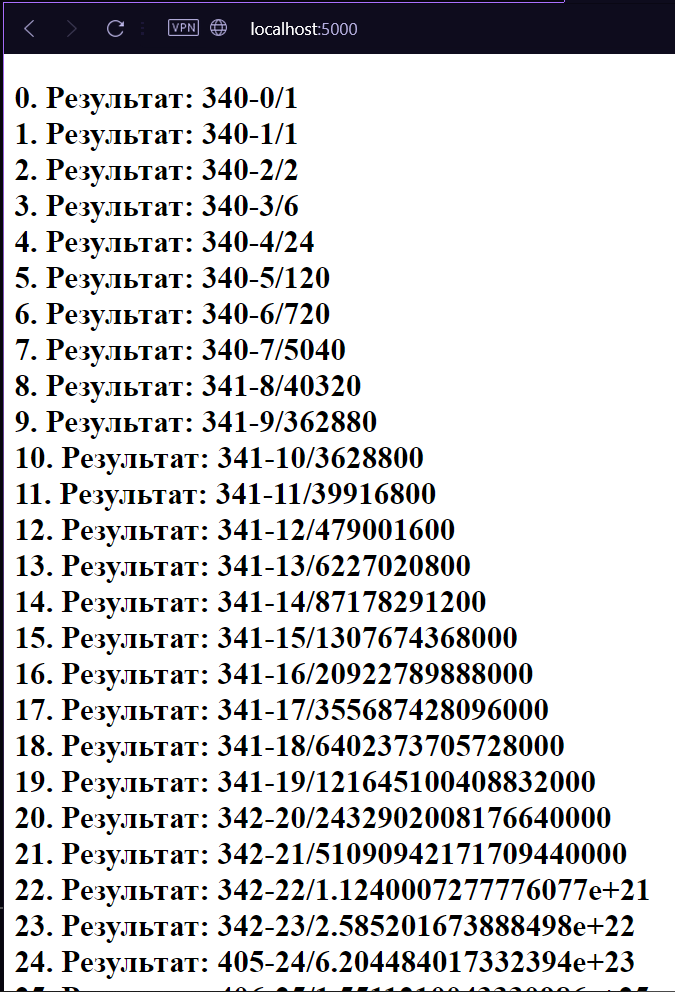 VPN localhost:5000
0. Результат: 340-0/1
1. Результат: 340-1/1
2. Результат: 340-2/2
3. Результат: 340-3/6
4. Результат: 340-4/24
5. Результат: 340-5/120
6. Результат: 340-6/720
7. Результат: 340-7/5040
8. Результат: 341-8/40320
9. Результат: 341-9/362880
10. Результат: 341-10/3628800
11. Результат: 341-11/39916800
12. Результат: 341-12/479001600
13. Результат: 341-13/6227020800
14. Результат: 341-14/87178291200
15. Результат: 341-15/1307674368000
16. Результат: 341-16/20922789888000
17. Результат: 341-17/355687428096000
18. Результат: 341-18/6402373705728000
19. Результат: 341-19/121645100408832000
20. Результат: 342-20/2432902008176640000
21. Результат: 342-21/51090942171709440000
22. Результат: 342-22/1.1240007277776077e+21
23. Результат: 342-23/2.585201673888498e+22
24. Результат: 405-24/6.204484017332394e+23